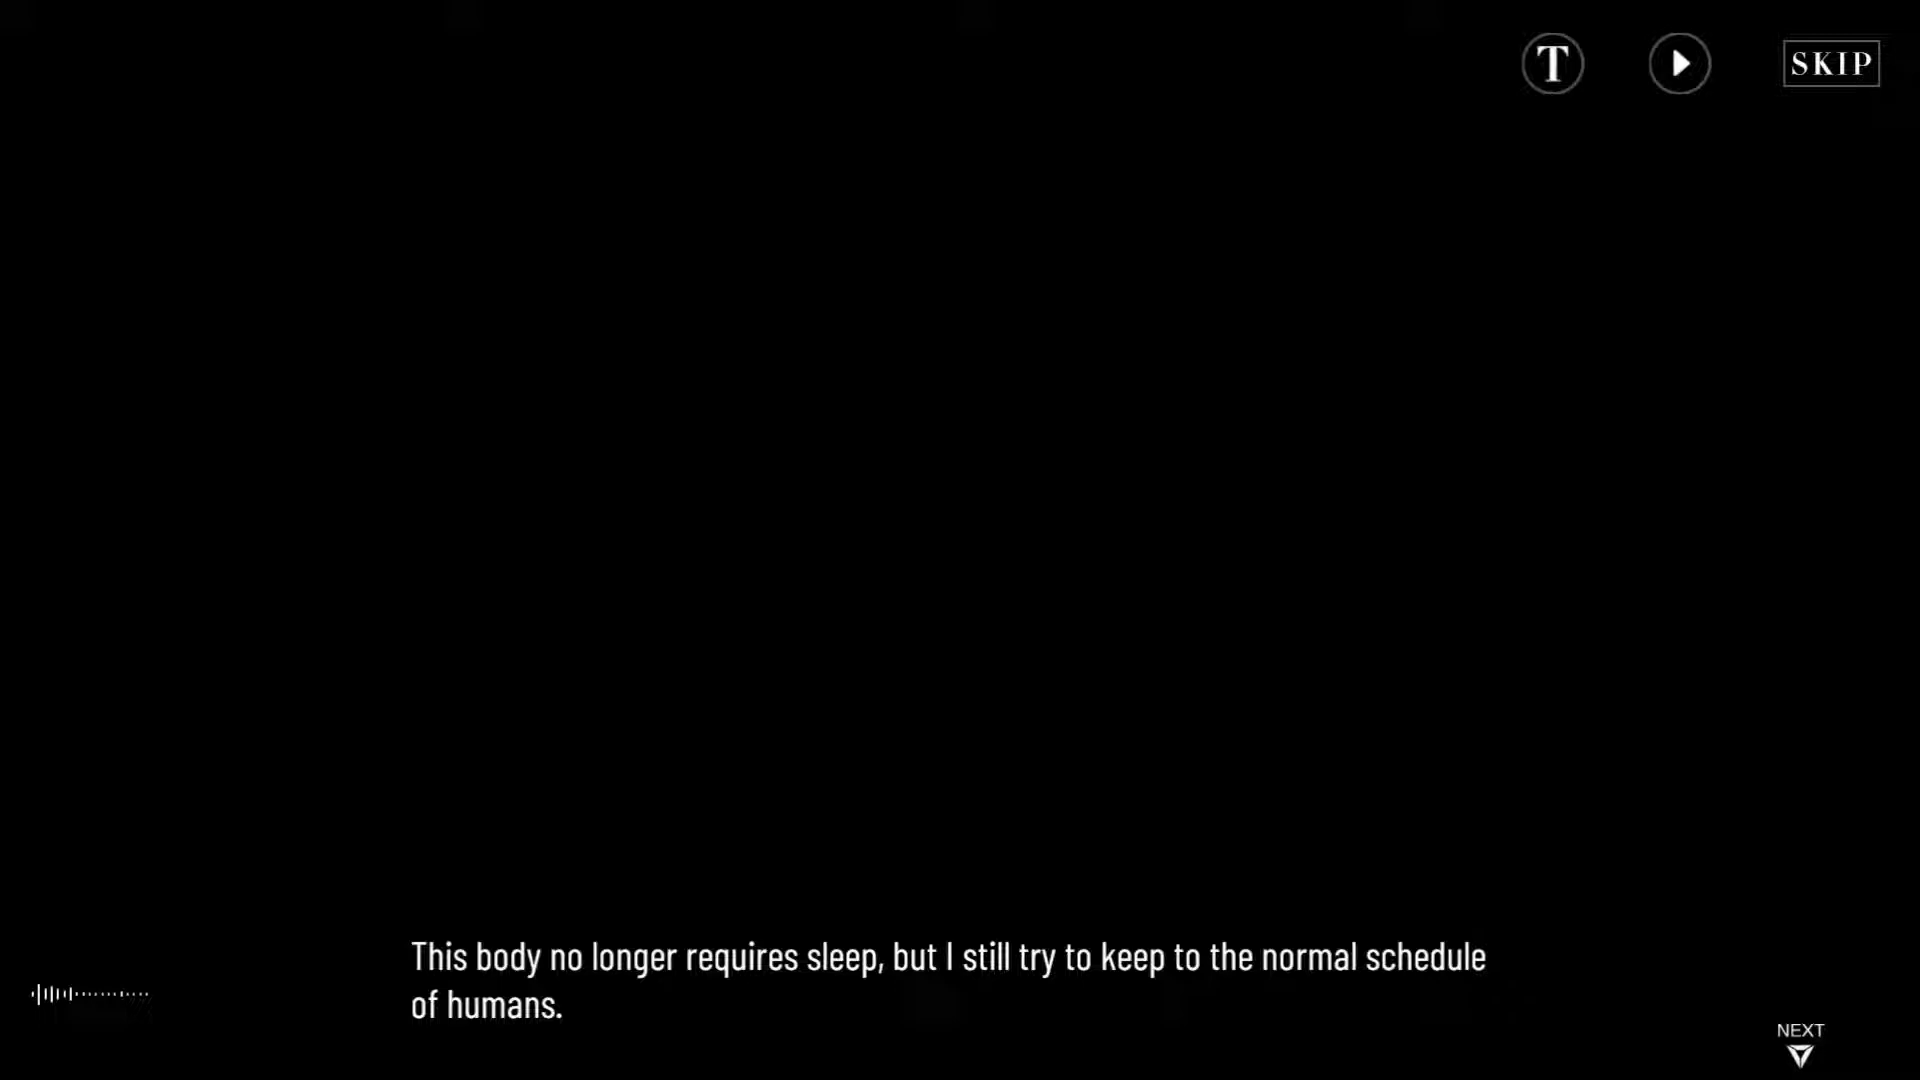 T
SKIP
This body no longer requires sleep, but I still try to keep to the normal schedule
of humans.
NEXT